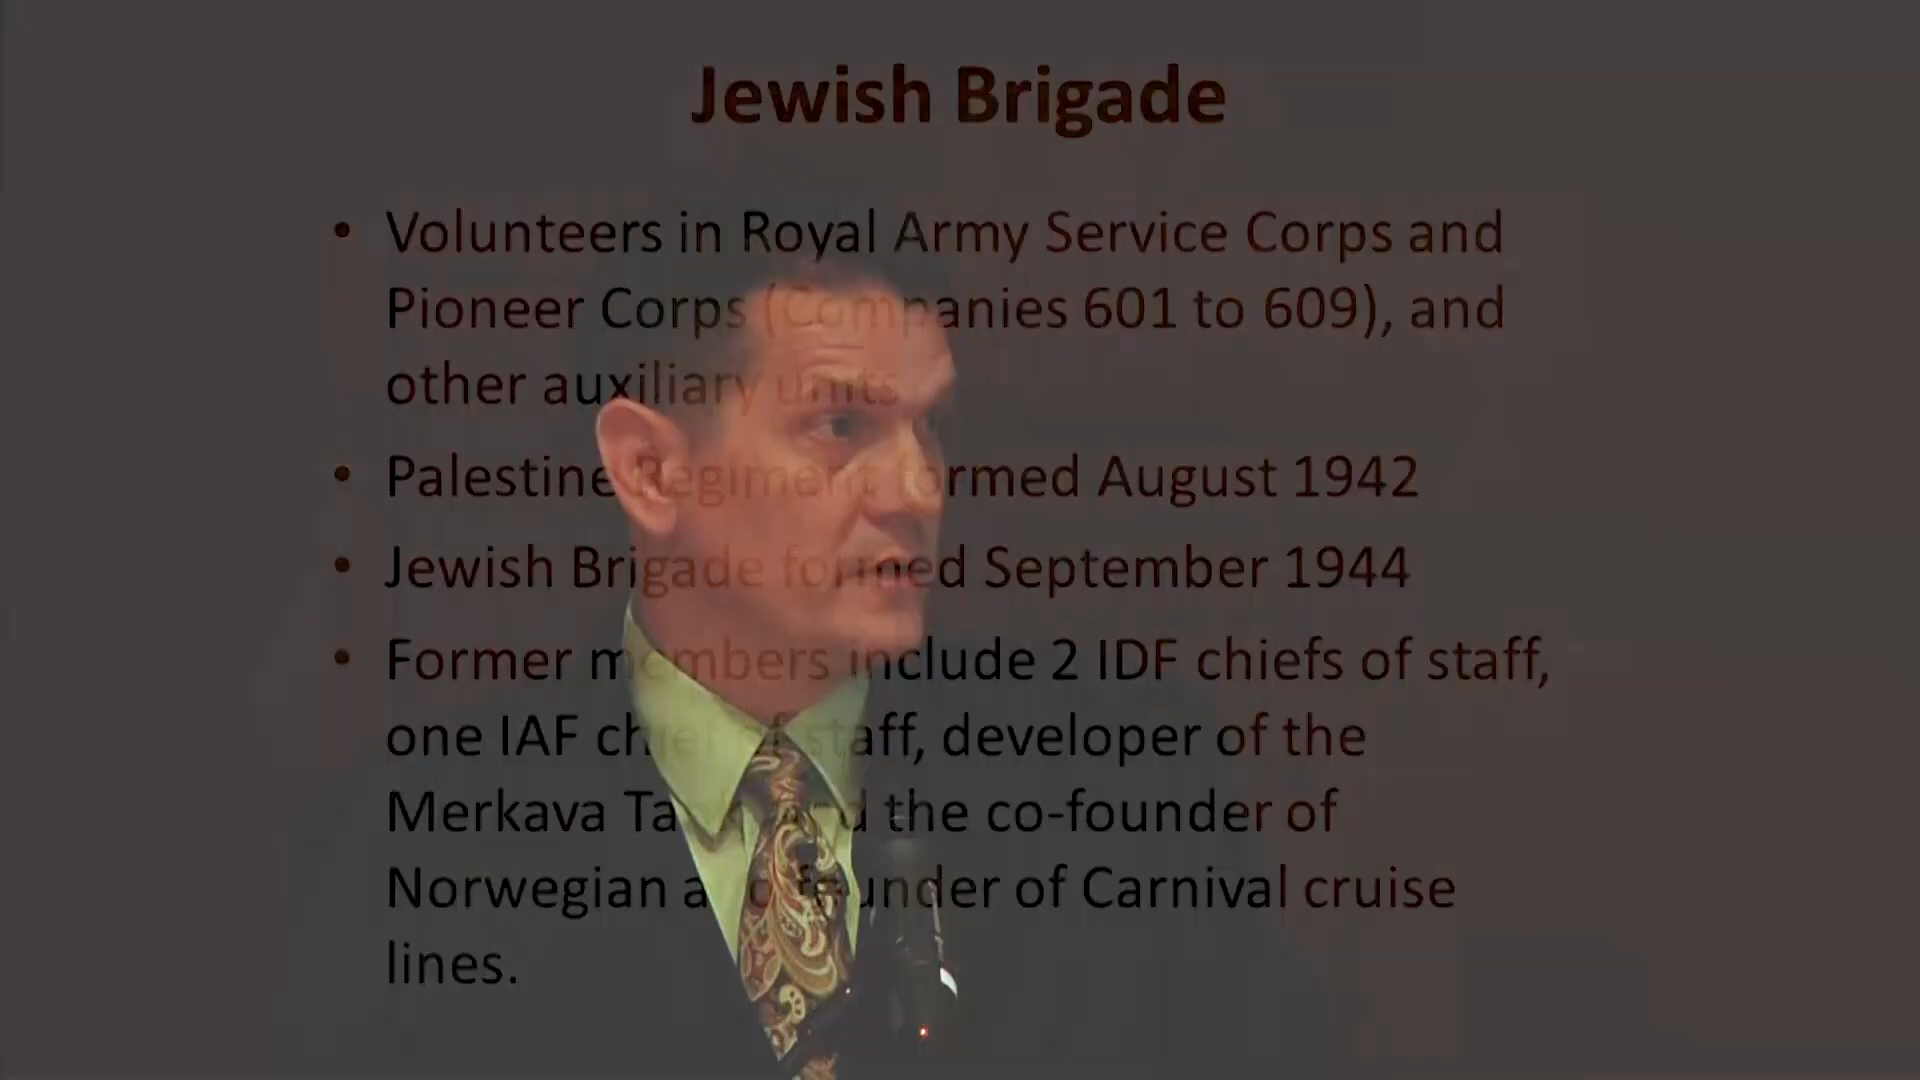 Jewish Brigade
• Volunteers in Royal Army Service Corps and
Pioneer Corps (Companies 601 to 609), and
other auxiliary units
• Palestine Regiment formed August 1942
• Jewish Brigade formed September 1944
• Former members include 2 IDF chiefs of staff,
one IAF chief of staff, developer of the
Merkava Tank and the co-founder of
Norwegian and founder of Carnival cruise
lines.